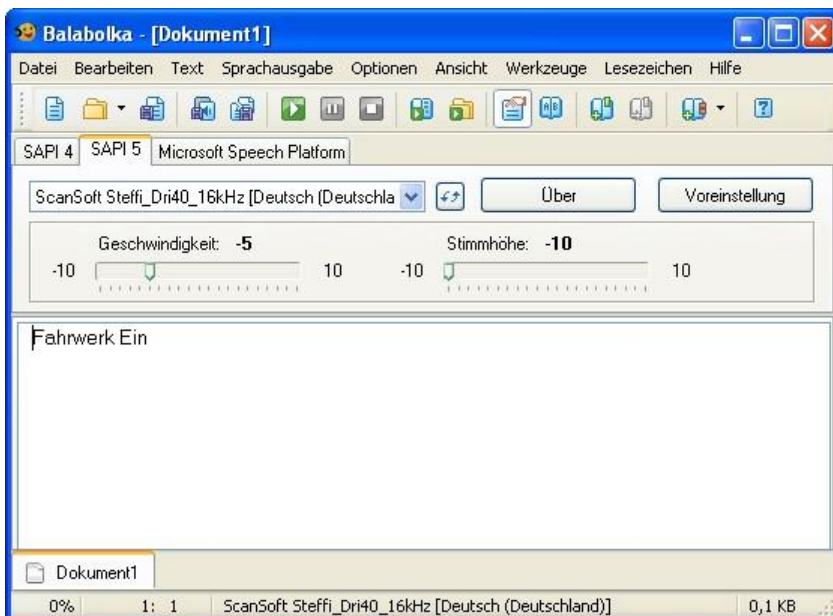 Balabolka - [Dokument1]
Datei Bearbeiten Text Sprachausgabe Optionen Ansicht Werkzeuge Lesezeichen Hilfe
SAPI 4 SAPI 5 Microsoft Speech Platform
ScanSoft Steffi_Dri40_16kHz [Deutsch (Deutschla Über Voreinstellung
Geschwindigkeit: -5 Stimmhöhe: -10
-10 10 -10 10
Fahrwerk Ein
Dokument1
0% 1: 1 ScanSoft Steffi_Dri40_16kHz [Deutsch (Deutschland)] 0,1 KB